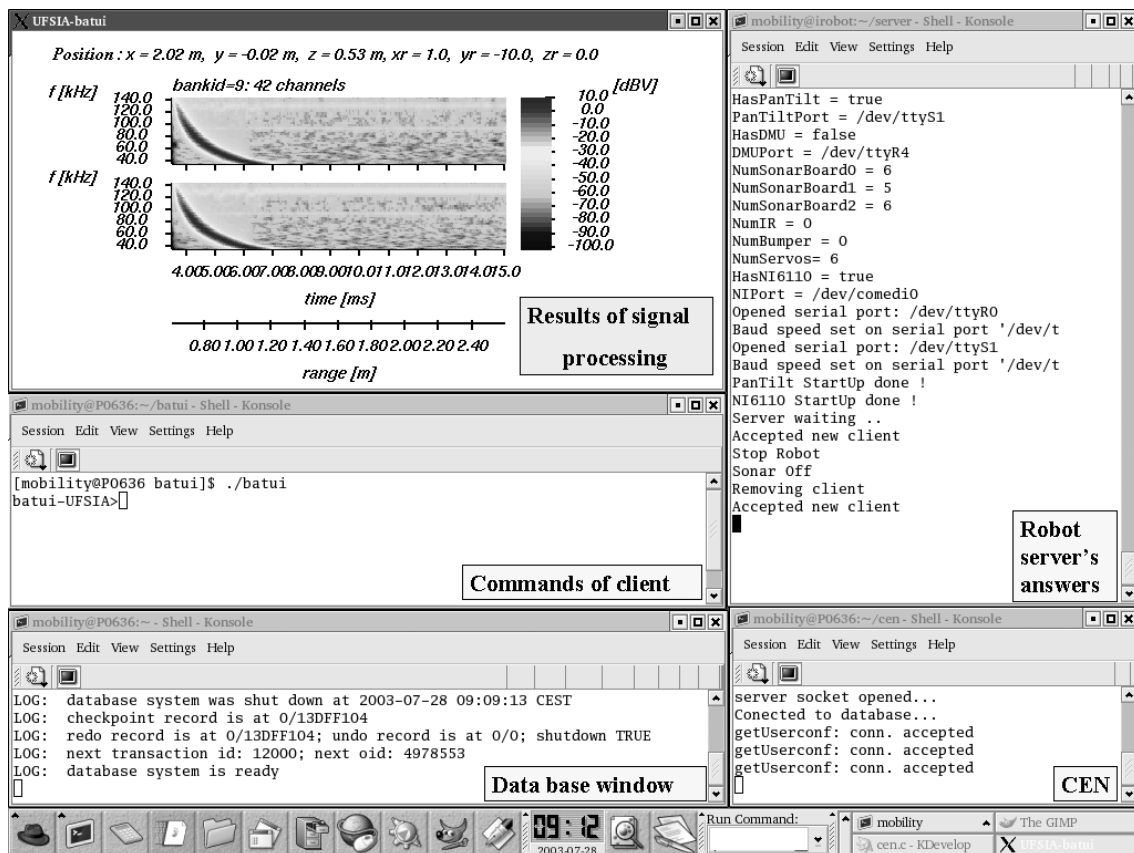 UFSIA-batui
Position : x = 2.02 m, y = -0.02 m, z = 0.53 m, xr = 1.0, yr = -10.0, zr = 0.0
bankid=9: 42 channels
f [kHz]
140.0
120.0
100.0
80.0
60.0
40.0
f [kHz]
140.0
120.0
100.0
80.0
60.0
40.0
4.005.006.007.008.009.0010.011.012.013.014.015.0
time [ms]
0.80 1.00 1.20 1.40 1.60 1.80 2.00 2.20 2.40
range [m]
10.0 [dBV]
0.0
-10.0
-20.0
-30.0
-40.0
-50.0
-60.0
-70.0
-80.0
-90.0
-100.0
Results of signal
processing
mobility@irobot:~/server - Shell - Konsole
Session Edit View Settings Help
HasPanTilt = true
PanTiltPort = /dev/ttyS1
HasDMU = false
DMUPort = /dev/ttyR4
NumSonarBoard0 = 6
NumSonarBoard1 = 5
NumSonarBoard2 = 6
NumIR = 0
NumBumper = 0
NumServos= 6
HasNI6110 = true
NIPort = /dev/comedi0
Opened serial port: /dev/ttyR0
Baud speed set on serial port '/dev/t
Opened serial port: /dev/ttyS1
Baud speed set on serial port '/dev/t
PanTilt StartUp done !
NI6110 StartUp done !
Server waiting ..
Accepted new client
Stop Robot
Sonar Off
Removing client
Accepted new client
Robot
server's
answers
mobility@P0636:~/batui - Shell - Konsole
Session Edit View Settings Help
[mobility@P0636 batui]$ ./batui
batui-UFSIA>
Commands of client
mobility@P0636:~ - Shell - Konsole
Session Edit View Settings Help
LOG: database system was shut down at 2003-07-28 09:09:13 CEST
LOG: checkpoint record is at 0/13DFF104
LOG: redo record is at 0/13DFF104; undo record is at 0/0; shutdown TRUE
LOG: next transaction id: 12000; next oid: 4978553
LOG: database system is ready
Data base window
mobility@P0636:~/cen - Shell - Konsole
Session Edit View Settings Help
server socket opened...
Conected to database...
getUserconf: conn. accepted
getUserconf: conn. accepted
getUserconf: conn. accepted
CEN
09:12
2003-07-28
Run Command:
mobility
The GIMP
cen.c - KDevelop
UFSIA-batui